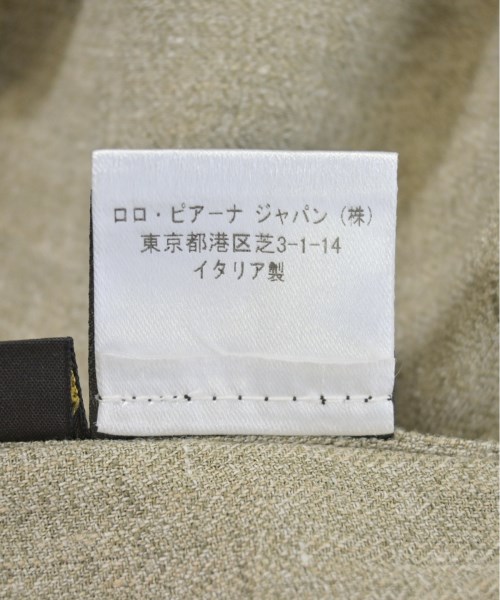 ロロ・ピアーナ ジャパン (株)
東京都港区芝3-1-14
イタリア製